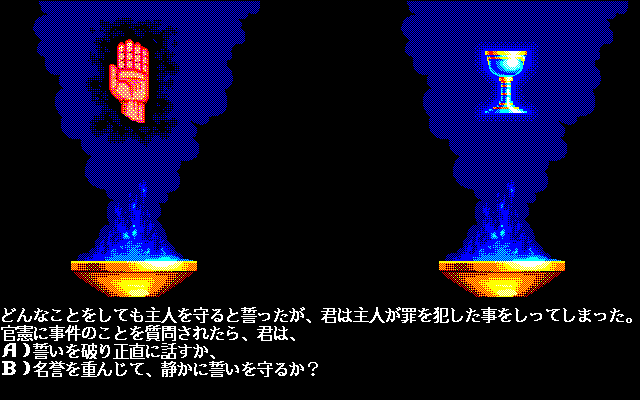 どんなことをしても主人を守ると誓ったが、君は主人が罪を犯した事をしってしまった。
官憲に事件のことを質問されたら、君は、
A)誓いを破り正直に話すか、
B)名誉を重んじて、静かに誓いを守るか？